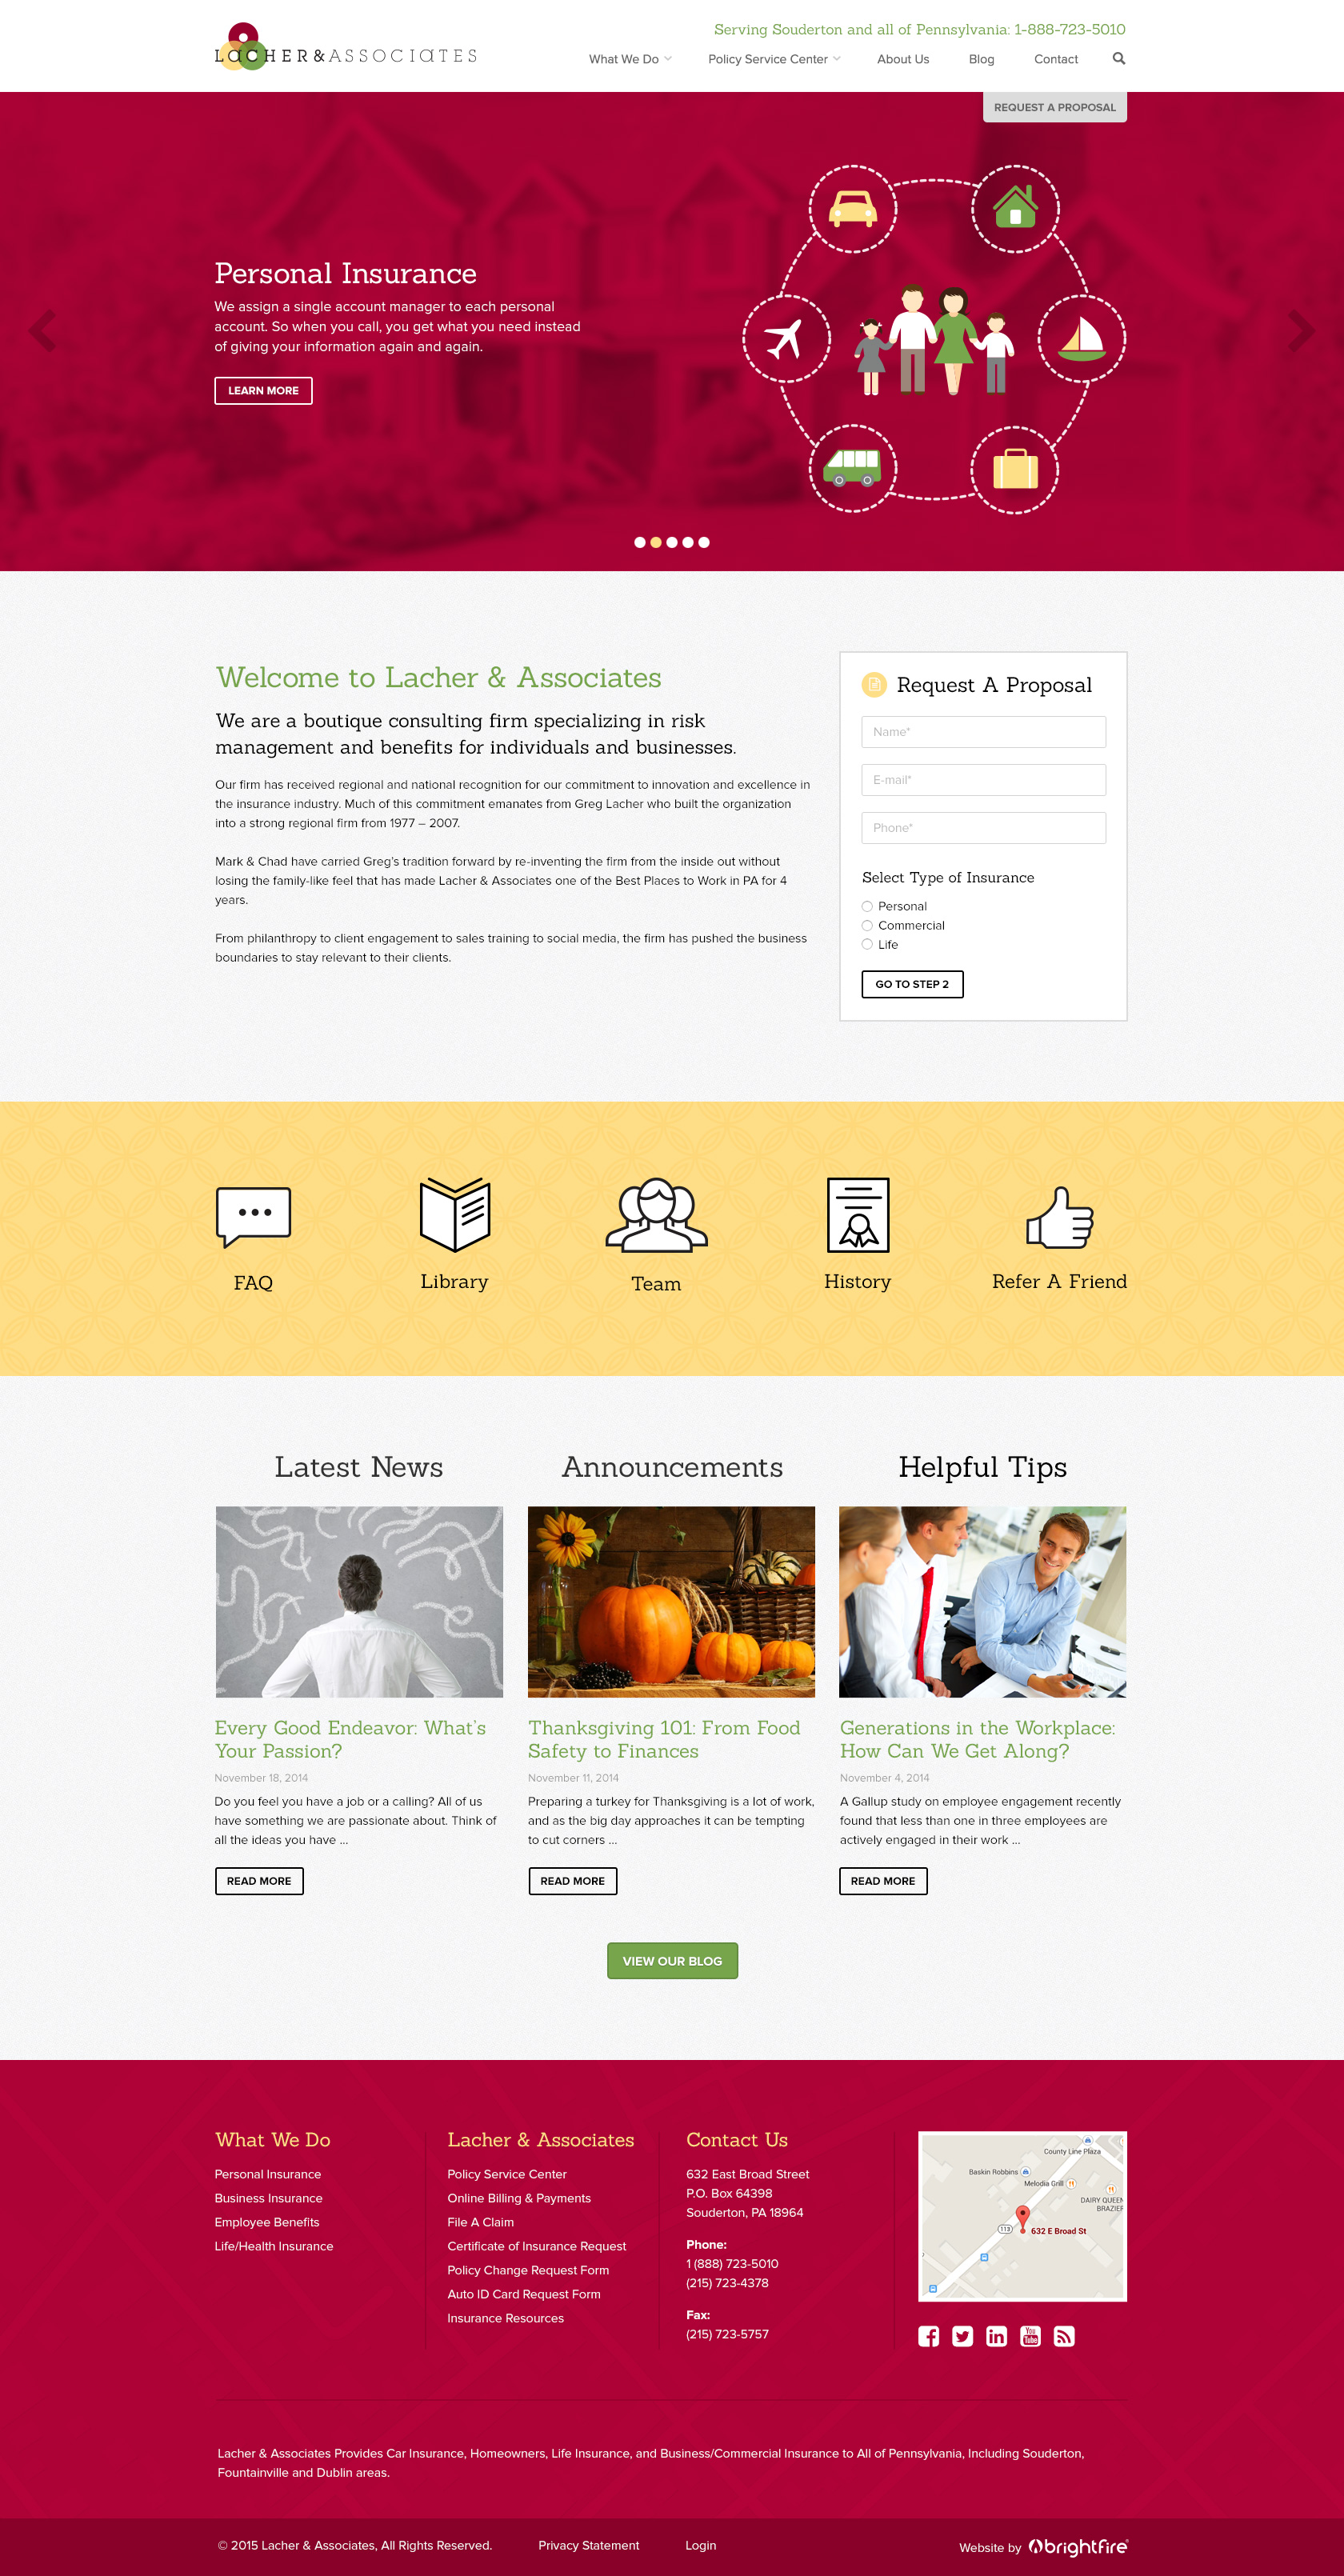 LACHER & ASSOCIATES
Serving Souderton and all of Pennsylvania: 1-888-723-5010
What We Do
Policy Service Center
About Us
Blog
Contact
REQUEST A PROPOSAL
Personal Insurance
We assign a single account manager to each personal
account. So when you call, you get what you need instead
of giving your information again and again.
LEARN MORE
Welcome to Lacher & Associates
We are a boutique consulting firm specializing in risk
management and benefits for individuals and businesses.
Our firm has received regional and national recognition for our commitment to innovation and excellence in
the insurance industry. Much of this commitment emanates from Greg Lacher who built the organization
into a strong regional firm from 1977 – 2007.
Mark & Chad have carried Greg's tradition forward by re-inventing the firm from the inside out without
losing the family-like feel that has made Lacher & Associates one of the Best Places to Work in PA for 4
years.
From philanthropy to client engagement to sales training to social media, the firm has pushed the business
boundaries to stay relevant to their clients.
Request A Proposal
Name*
E-mail*
Phone*
Select Type of Insurance
Personal
Commercial
Life
GO TO STEP 2
FAQ
Library
Team
History
Refer A Friend
Latest News
Every Good Endeavor: What's
Your Passion?
November 18, 2014
Do you feel you have a job or a calling? All of us
have something we are passionate about. Think of
all the ideas you have ...
READ MORE
Announcements
Thanksgiving 101: From Food
Safety to Finances
November 11, 2014
Preparing a turkey for Thanksgiving is a lot of work,
and as the big day approaches it can be tempting
to cut corners ...
READ MORE
Helpful Tips
Generations in the Workplace:
How Can We Get Along?
November 4, 2014
A Gallup study on employee engagement recently
found that less than one in three employees are
actively engaged in their work ...
READ MORE
VIEW OUR BLOG
What We Do
Personal Insurance
Business Insurance
Employee Benefits
Life/Health Insurance
Lacher & Associates
Policy Service Center
Online Billing & Payments
File A Claim
Certificate of Insurance Request
Policy Change Request Form
Auto ID Card Request Form
Insurance Resources
Contact Us
632 East Broad Street
P.O. Box 64398
Souderton, PA 18964
Phone:
1 (888) 723-5010
(215) 723-4378
Fax:
(215) 723-5757
County Line Plaza
Baskin Robbins
Melodia Grill
DAIRY QUEEN
BRAZIER
113
632 E Broad St
You
Tube
Lacher & Associates Provides Car Insurance, Homeowners, Life Insurance, and Business/Commercial Insurance to All of Pennsylvania, Including Souderton,
Fountainville and Dublin areas.
© 2015 Lacher & Associates, All Rights Reserved.
Privacy Statement
Login
Website by brightfire